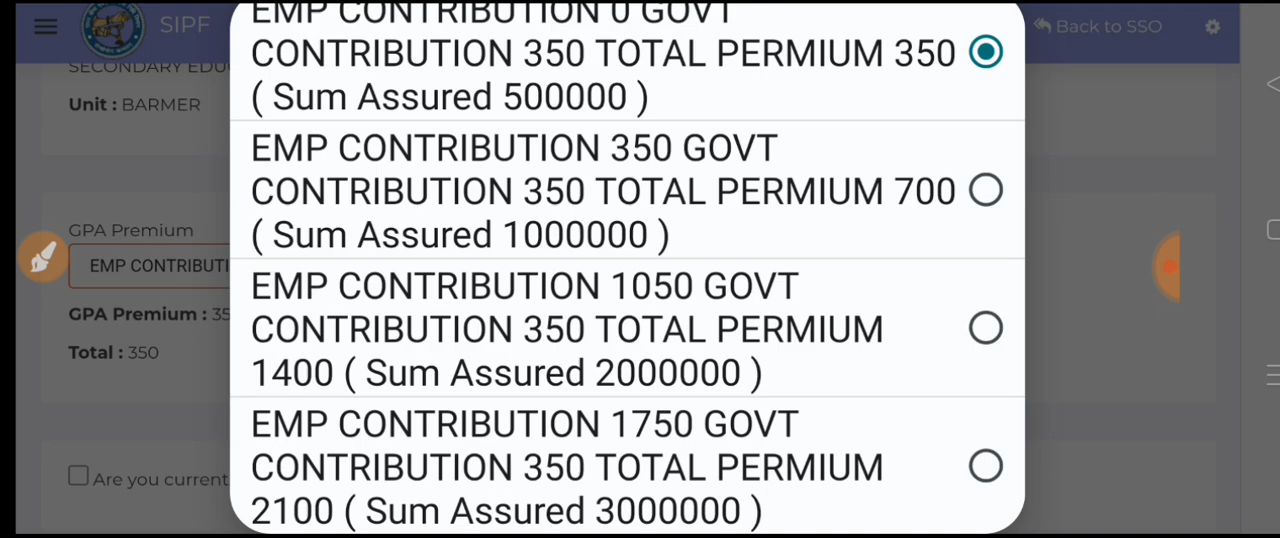 SIPF
Back to SSO
SECONDARY EDU
Unit : BARMER
GPA Premium
EMP CONTRIBUTI
GPA Premium : 35
Total : 350
Are you current
EMP CONTRIBUTION 0 GOVT
CONTRIBUTION 350 TOTAL PERMIUM 350
( Sum Assured 500000 )
EMP CONTRIBUTION 350 GOVT
CONTRIBUTION 350 TOTAL PERMIUM 700
( Sum Assured 1000000 )
EMP CONTRIBUTION 1050 GOVT
CONTRIBUTION 350 TOTAL PERMIUM
1400 ( Sum Assured 2000000 )
EMP CONTRIBUTION 1750 GOVT
CONTRIBUTION 350 TOTAL PERMIUM
2100 ( Sum Assured 3000000 )